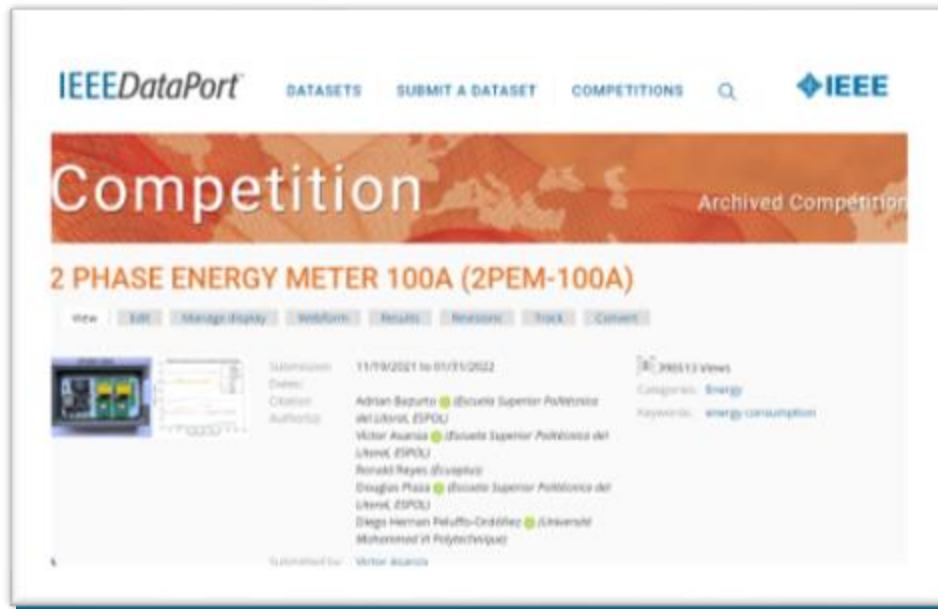 IEEEDataPort™ DATASETS SUBMIT A DATASET COMPETITIONS IEEE
Competition
Archived Competition
2 PHASE ENERGY METER 100A (2PEM-100A)
View Edit Manage display Webform Results Revisions Track Convert
Submission Dates: 11/19/2021 to 01/31/2022
Citation Author(s): Adrian Bazurto (Escuela Superior Politécnica
del Litoral, ESPOL)
Victor Asanza (Escuela Superior Politécnica del
Litoral, ESPOL)
Ronald Reyes (Ecuaplus)
Douglas Plaza (Escuela Superior Politécnica del
Litoral, ESPOL)
Diego Hernan Peluffo-Ordóñez (Université
Mohammed VI Polytechnique)
Submitted by: Victor Asanza
Views
Categories: Energy
Keywords: energy consumption